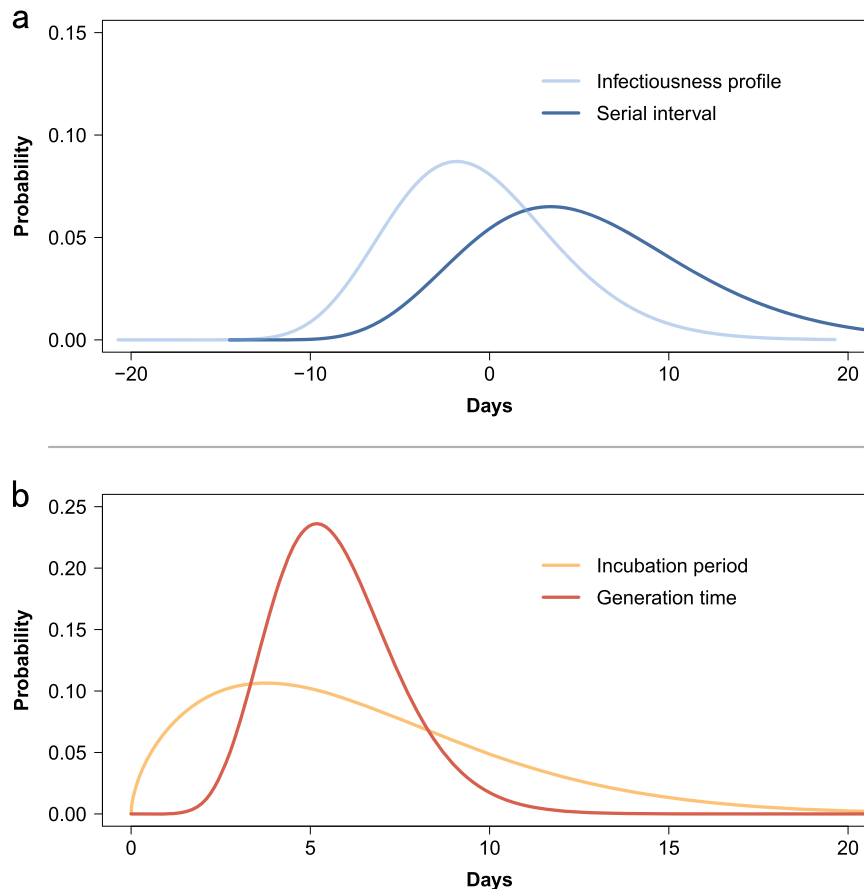 a
0.15
0.10
0.05
0.00
Probability
Infectiousness profile
Serial interval
−20 −10 0 10 20
Days
b
0.25
0.20
0.15
0.10
0.05
0.00
Probability
Incubation period
Generation time
0 5 10 15 20
Days